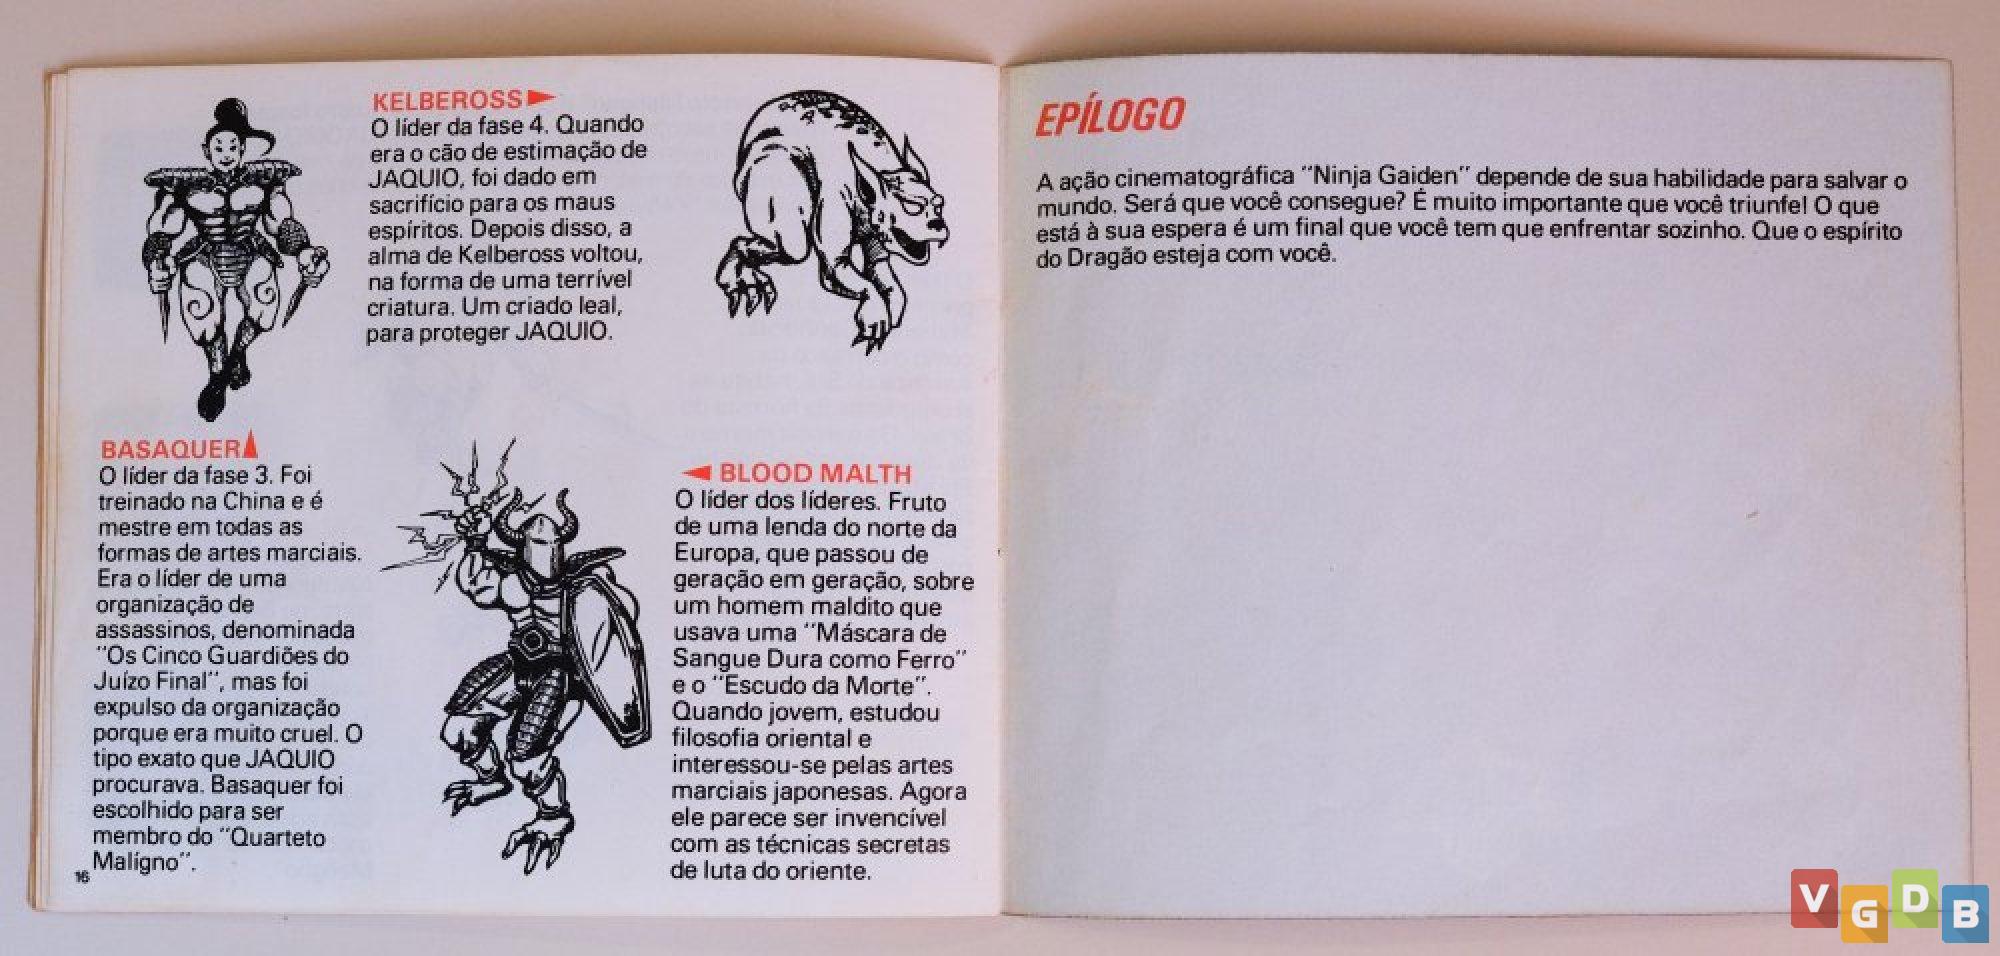 KELBEROSS
O líder da fase 4. Quando
era o cão de estimação de
JAQUIO, foi dado em
sacrifício para os maus
espíritos. Depois disso, a
alma de Kelbeross voltou,
na forma de uma terrível
criatura. Um criado leal,
para proteger JAQUIO.
BASAQUER
O líder da fase 3. Foi
treinado na China e é
mestre em todas as
formas de artes marciais.
Era o líder de uma
organização de
assassinos, denominada
"Os Cinco Guardiões do
Juízo Final", mas foi
expulso da organização
porque era muito cruel. O
tipo exato que JAQUIO
procurava. Basaquer foi
escolhido para ser
membro do "Quarteto
Malígno".
16
BLOOD MALTH
O líder dos líderes. Fruto
de uma lenda do norte da
Europa, que passou de
geração em geração, sobre
um homem maldito que
usava uma "Máscara de
Sangue Dura como Ferro"
e o "Escudo da Morte".
Quando jovem, estudou
filosofia oriental e
interessou-se pelas artes
marciais japonesas. Agora
ele parece ser invencível
com as técnicas secretas
de luta do oriente.
EPÍLOGO
A ação cinematográfica "Ninja Gaiden" depende de sua habilidade para salvar o
mundo. Será que você consegue? É muito importante que você triunfe! O que
está à sua espera é um final que você tem que enfrentar sozinho. Que o espírito
do Dragão esteja com você.
VGDB